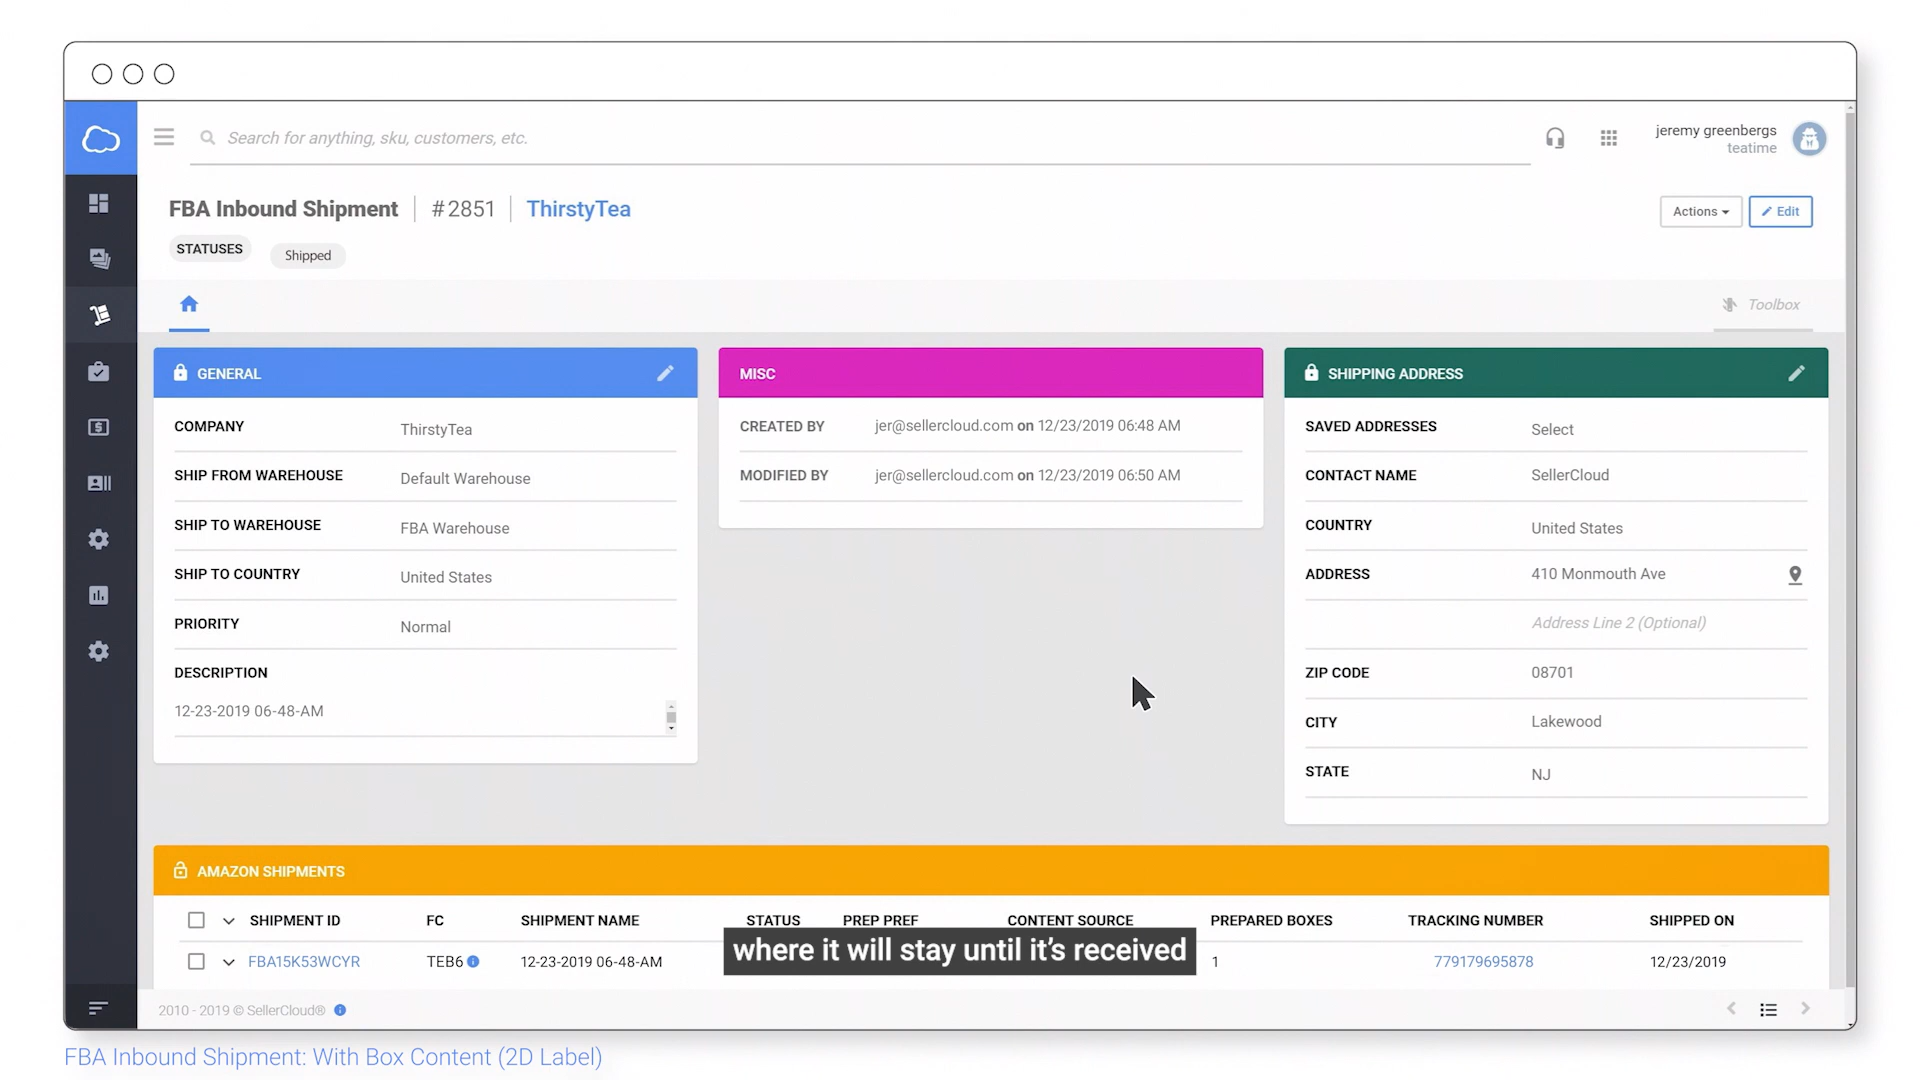 Search for anything, sku, customers, etc.
jeremy greenbergs
teatime
FBA Inbound Shipment #2851 ThirstyTea
Actions Edit
STATUSES Shipped
Toolbox
GENERAL
COMPANY ThirstyTea
SHIP FROM WAREHOUSE Default Warehouse
SHIP TO WAREHOUSE FBA Warehouse
SHIP TO COUNTRY United States
PRIORITY Normal
DESCRIPTION
12-23-2019 06-48-AM
MISC
CREATED BY jer@sellercloud.com on 12/23/2019 06:48 AM
MODIFIED BY jer@sellercloud.com on 12/23/2019 06:50 AM
SHIPPING ADDRESS
SAVED ADDRESSES Select
CONTACT NAME SellerCloud
COUNTRY United States
ADDRESS 410 Monmouth Ave
Address Line 2 (Optional)
ZIP CODE 08701
CITY Lakewood
STATE NJ
AMAZON SHIPMENTS
SHIPMENT ID FC SHIPMENT NAME STATUS PREP PREF CONTENT SOURCE PREPARED BOXES TRACKING NUMBER SHIPPED ON
FBA15K53WCYR TEB6 12-23-2019 06-48-AM 1 779179695878 12/23/2019
where it will stay until it's received
2010 - 2019 © SellerCloud®
FBA Inbound Shipment: With Box Content (2D Label)